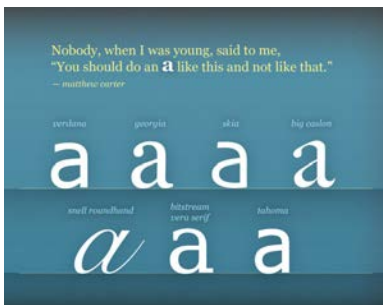 Nobody, when I was young, said to me,
“You should do an a like this and not like that.”
— matthew carter
verdana georgia skia big caslon
a a a a
snell roundhand bitstream vera serif tahoma
a a a